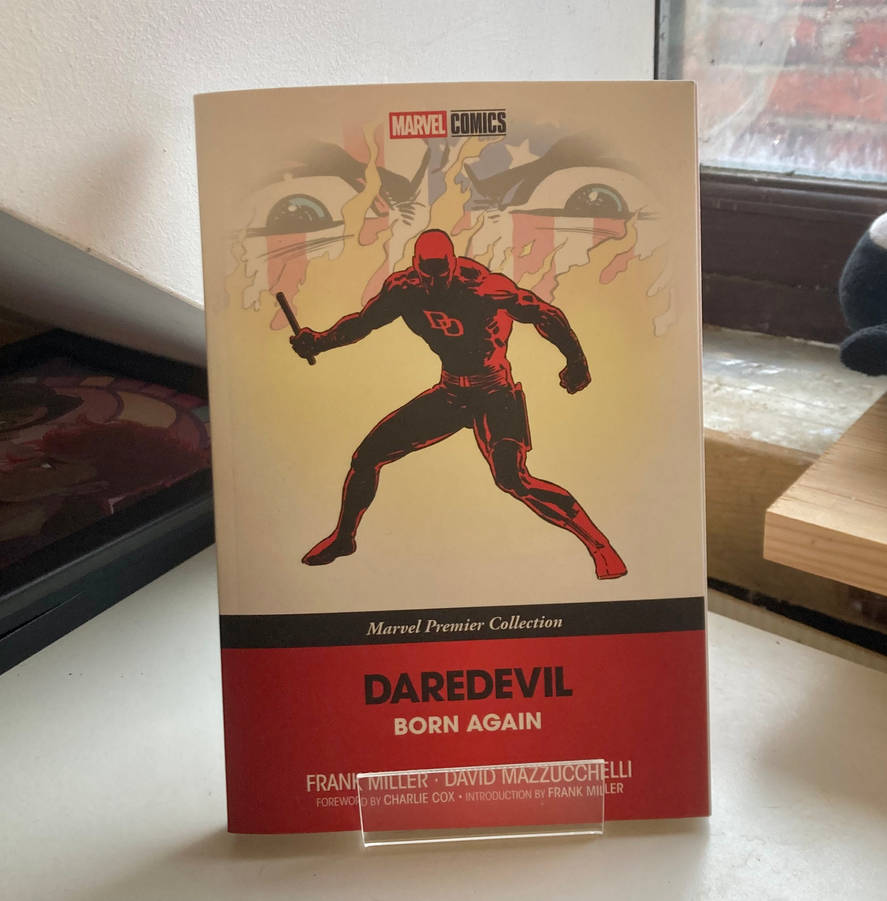 MARVEL COMICS
DD
Marvel Premier Collection
DAREDEVIL
BORN AGAIN
FRANK MILLER · DAVID MAZZUCCHELLI
FOREWORD BY CHARLIE COX • INTRODUCTION BY FRANK MILLER